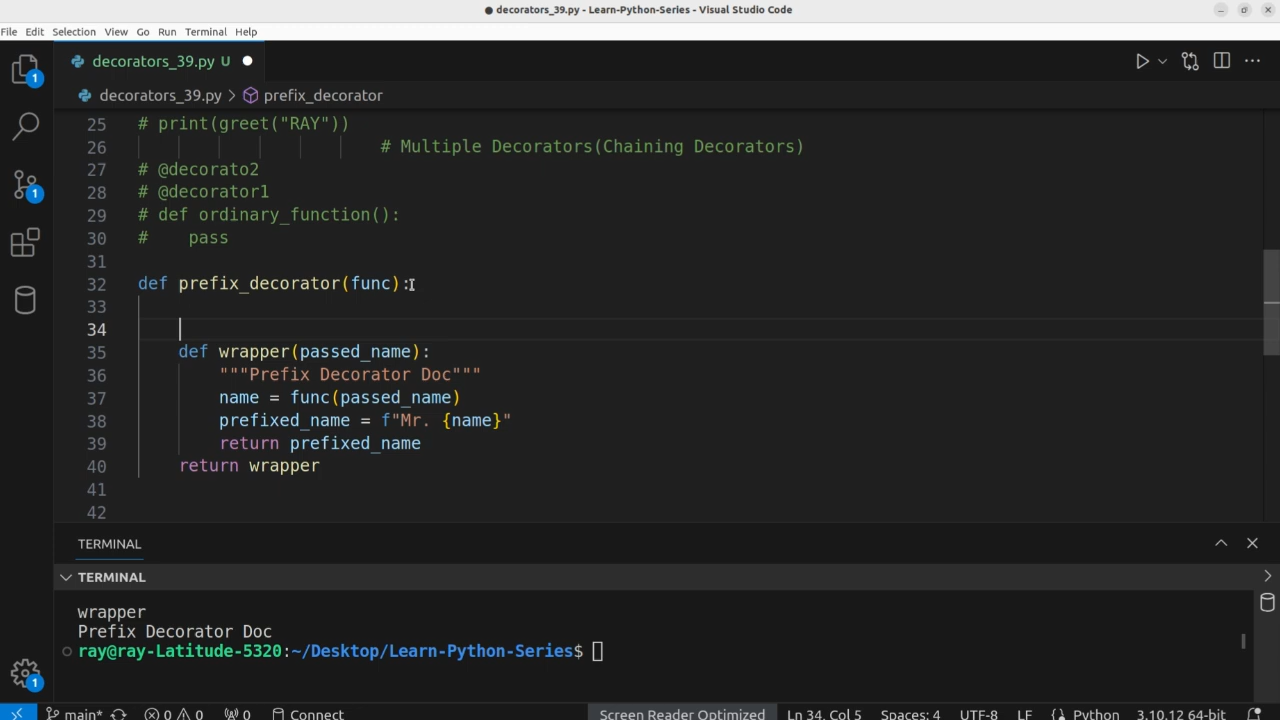 ● decorators_39.py - Learn-Python-Series - Visual Studio Code
File Edit Selection View Go Run Terminal Help
decorators_39.py U ●
decorators_39.py > prefix_decorator
25 # print(greet("RAY"))
26 # Multiple Decorators(Chaining Decorators)
27 # @decorato2
28 # @decorator1
29 # def ordinary_function():
30 #    pass
31
32 def prefix_decorator(func):
33
34
35     def wrapper(passed_name):
36         """Prefix Decorator Doc"""
37         name = func(passed_name)
38         prefixed_name = f"Mr. {name}"
39         return prefixed_name
40     return wrapper
41
42
1
1
1
TERMINAL
TERMINAL
wrapper
Prefix Decorator Doc
ray@ray-Latitude-5320:~/Desktop/Learn-Python-Series$
main* 0 0 0 Connect Screen Reader Optimized Ln 34, Col 5 Spaces: 4 UTF-8 LF {} Python 3.10.12 64-bit